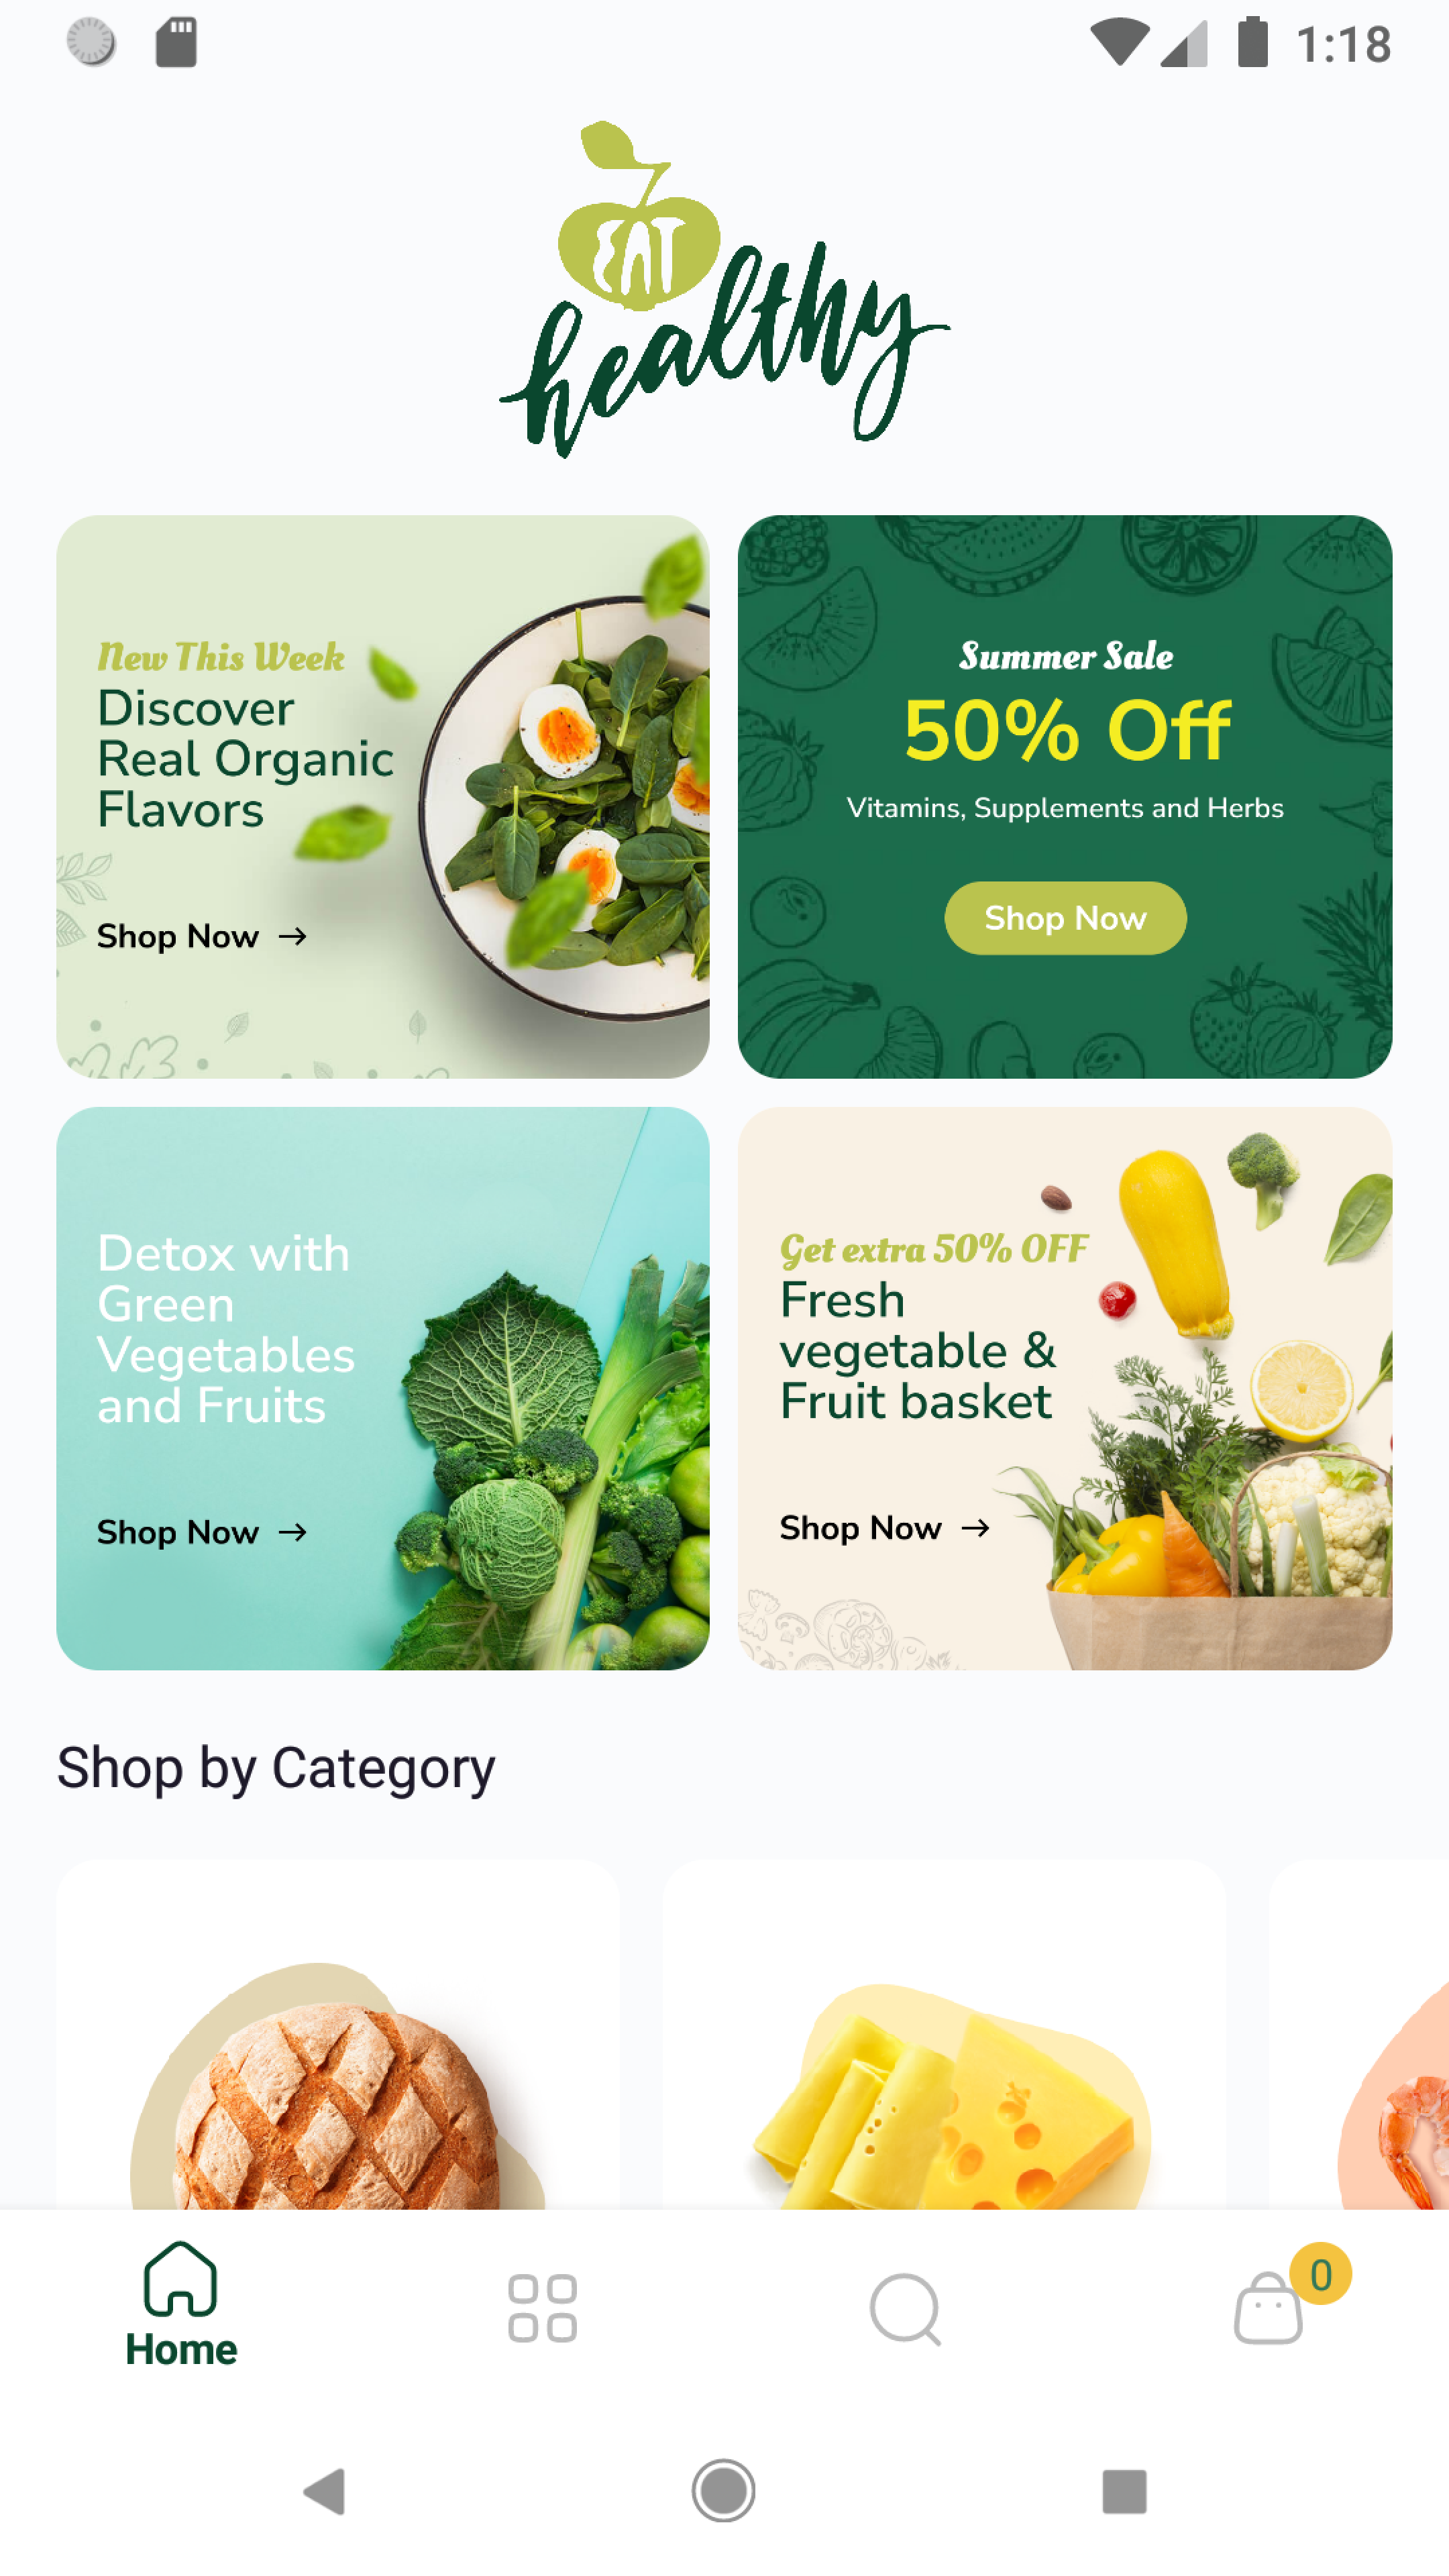 1:18
EAT
healthy
New This Week
Discover
Real Organic
Flavors
Shop Now →
Summer Sale
50% Off
Vitamins, Supplements and Herbs
Shop Now
Detox with
Green
Vegetables
and Fruits
Shop Now →
Get extra 50% OFF
Fresh
vegetable &
Fruit basket
Shop Now →
Shop by Category
0
Home